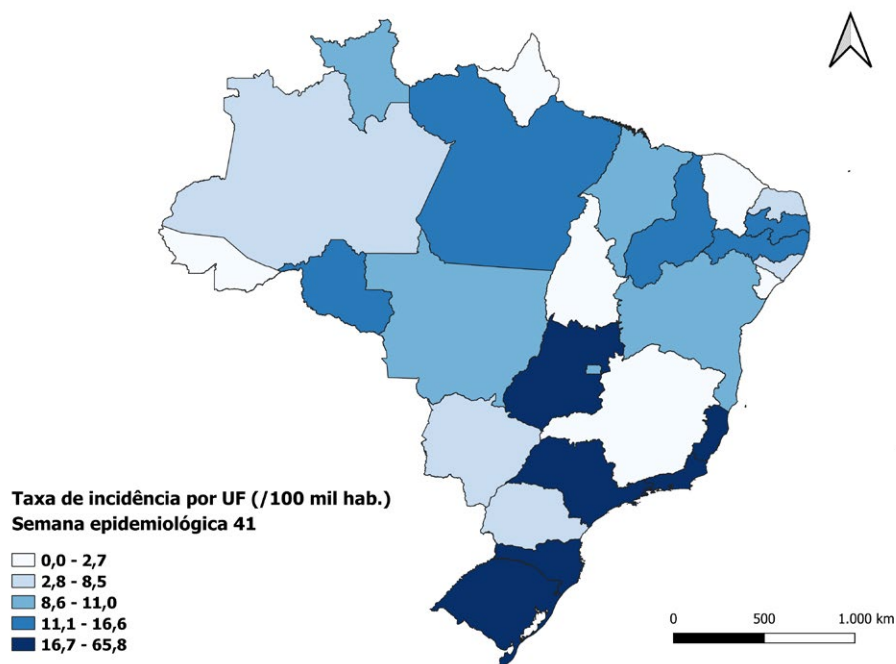 Taxa de incidência por UF (/100 mil hab.)
Semana epidemiológica 41
0,0 - 2,7
2,8 - 8,5
8,6 - 11,0
11,1 - 16,6
16,7 - 65,8
0 500 1.000 km